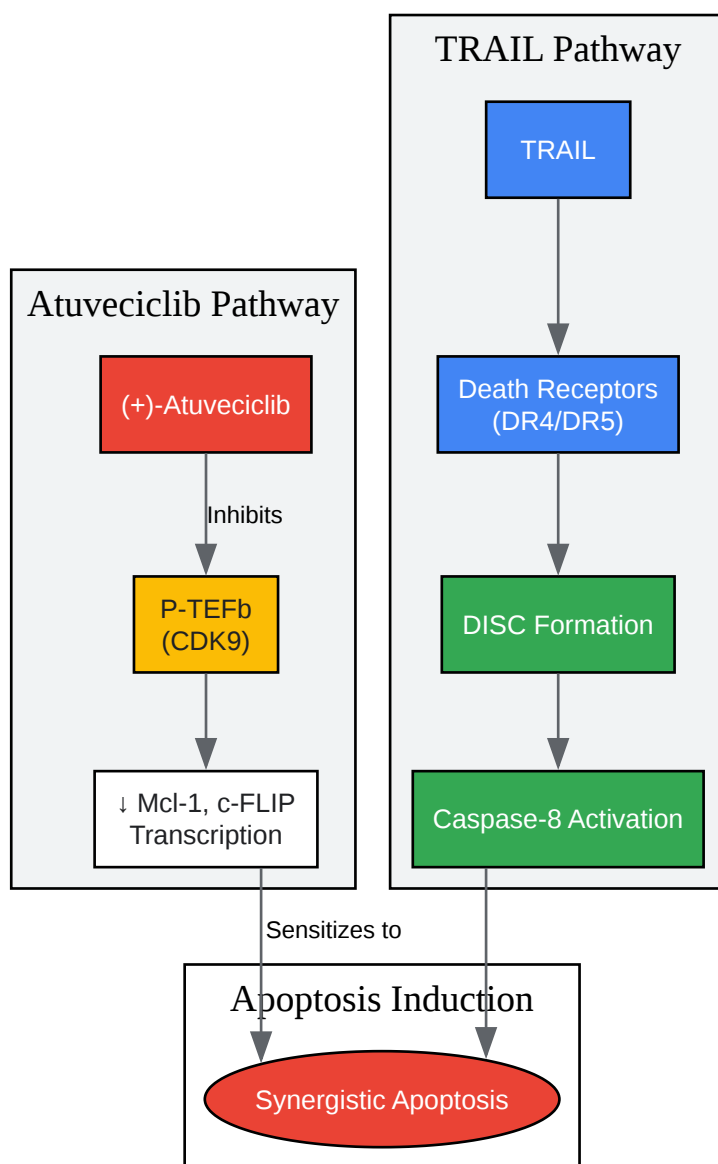 TRAIL Pathway
TRAIL
Death Receptors
(DR4/DR5)
DISC Formation
Caspase-8 Activation
Atuveciclib Pathway
(+)-Atuveciclib
Inhibits
P-TEFb
(CDK9)
↓ Mcl-1, c-FLIP
Transcription
Sensitizes to
Apoptosis Induction
Synergistic Apoptosis